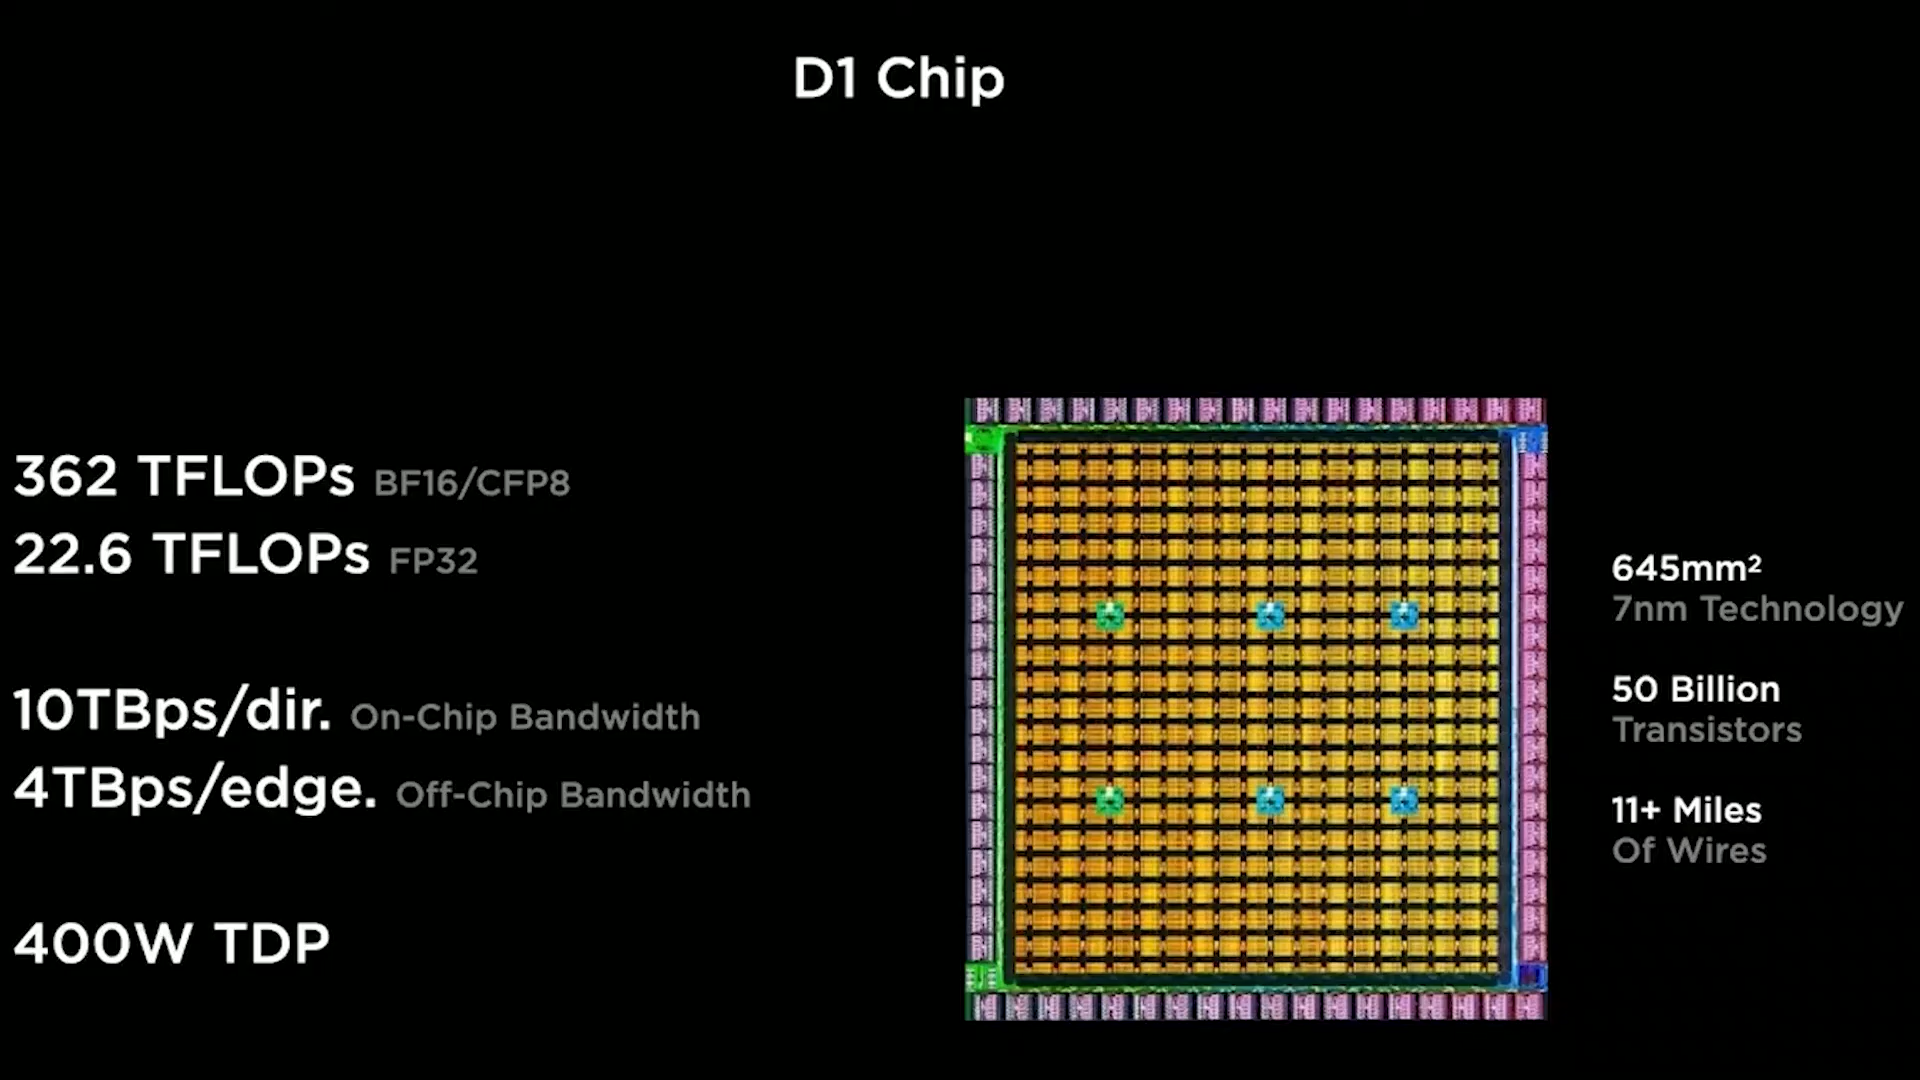 D1 Chip
362 TFLOPs BF16/CFP8
22.6 TFLOPs FP32
10TBps/dir. On-Chip Bandwidth
4TBps/edge. Off-Chip Bandwidth
400W TDP
645mm²
7nm Technology
50 Billion
Transistors
11+ Miles
Of Wires